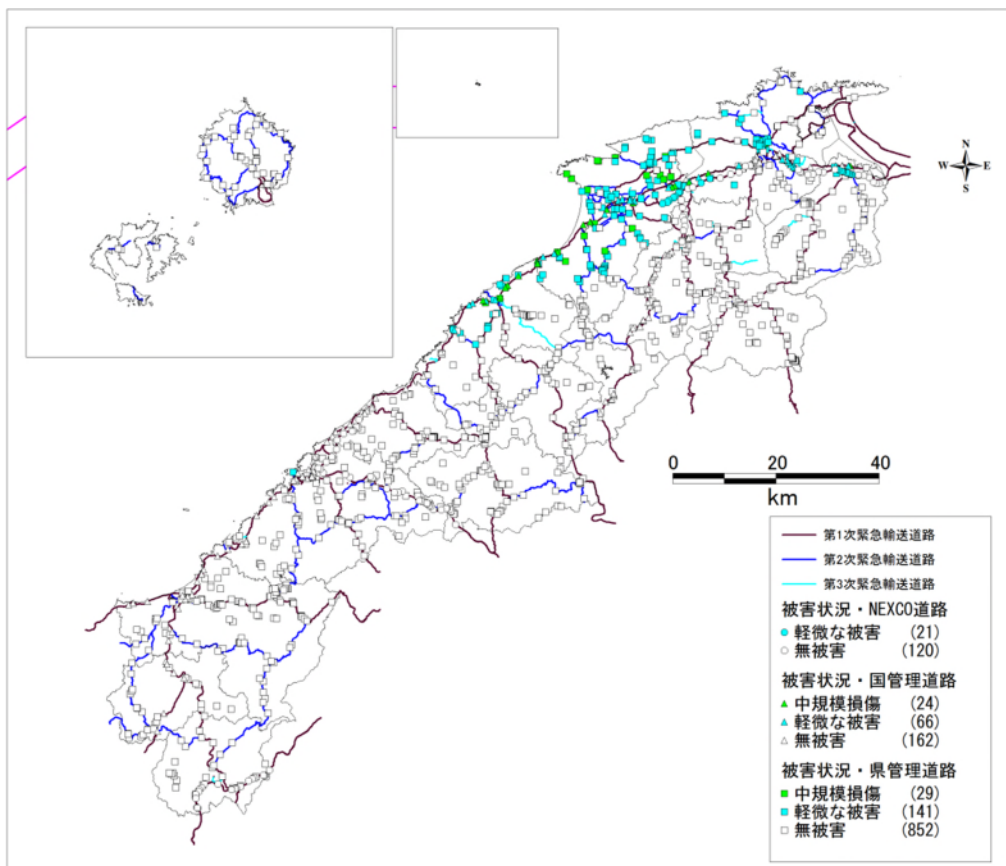 N
W E
S
0 20 40
km
第1次緊急輸送道路
第2次緊急輸送道路
第3次緊急輸送道路
被害状況・NEXCO道路
軽微な被害 (21)
無被害 (120)
被害状況・国管理道路
中規模損傷 (24)
軽微な被害 (66)
無被害 (162)
被害状況・県管理道路
中規模損傷 (29)
軽微な被害 (141)
無被害 (852)